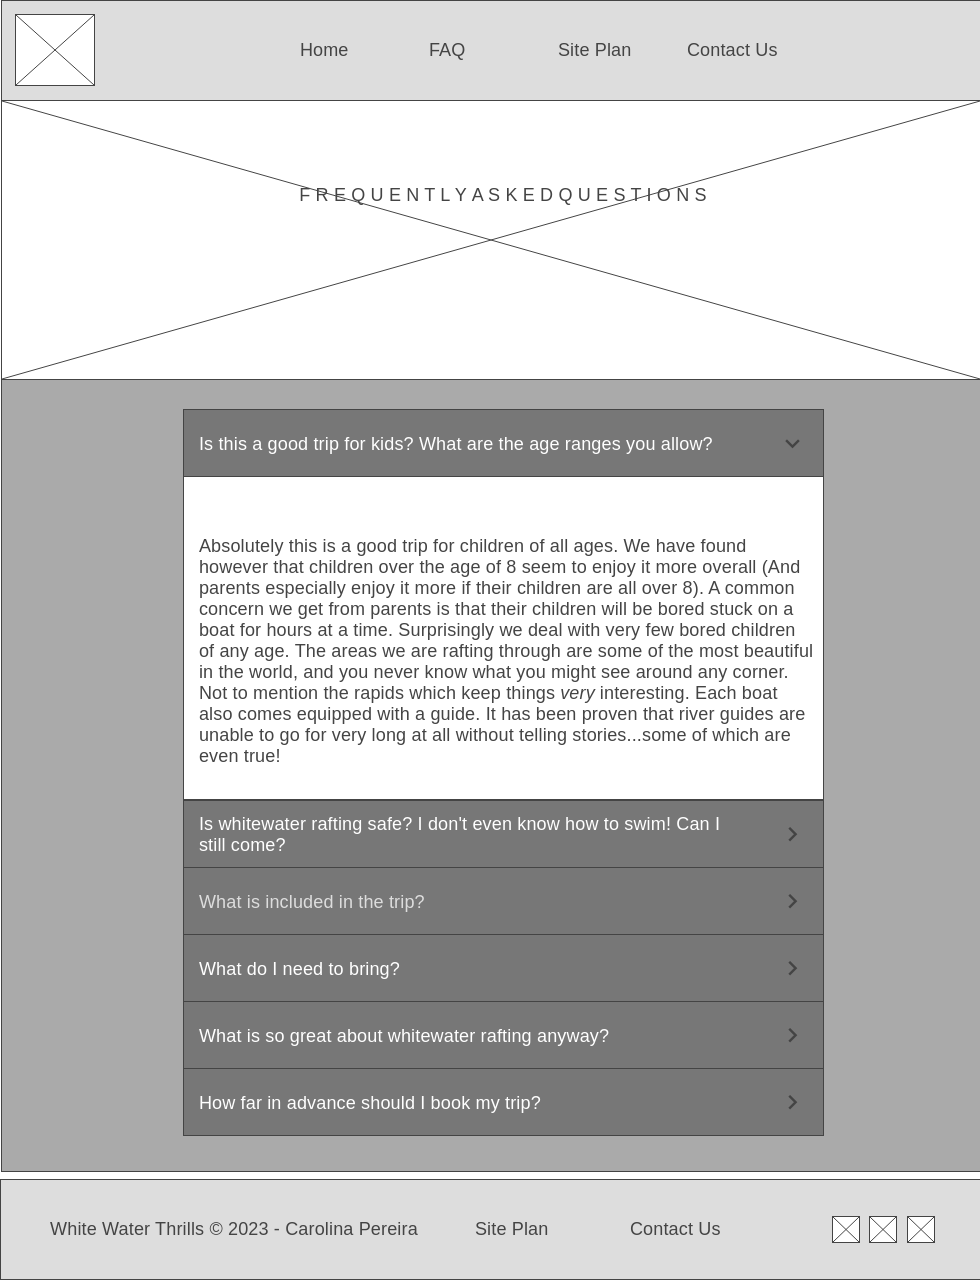 Home FAQ Site Plan Contact Us
FREQUENTLYASKEDQUESTIONS
Is this a good trip for kids? What are the age ranges you allow?
Absolutely this is a good trip for children of all ages. We have found
however that children over the age of 8 seem to enjoy it more overall (And
parents especially enjoy it more if their children are all over 8). A common
concern we get from parents is that their children will be bored stuck on a
boat for hours at a time. Surprisingly we deal with very few bored children
of any age. The areas we are rafting through are some of the most beautiful
in the world, and you never know what you might see around any corner.
Not to mention the rapids which keep things very interesting. Each boat
also comes equipped with a guide. It has been proven that river guides are
unable to go for very long at all without telling stories...some of which are
even true!
Is whitewater rafting safe? I don't even know how to swim! Can I
still come?
What is included in the trip?
What do I need to bring?
What is so great about whitewater rafting anyway?
How far in advance should I book my trip?
White Water Thrills © 2023 - Carolina Pereira Site Plan Contact Us